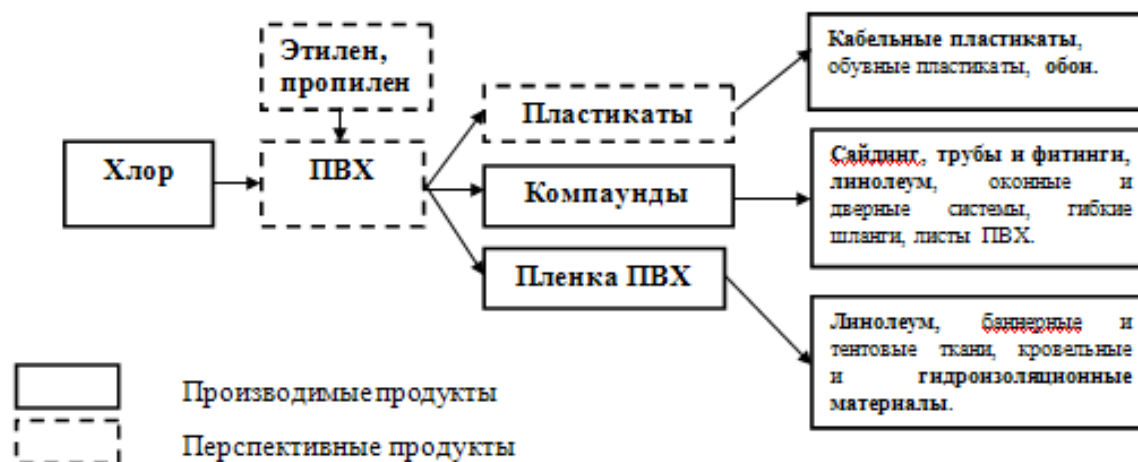 Этилен,
пропилен
Хлор
ПВХ
Пластикаты
Компаунды
Пленка ПВХ
Кабельные пластикаты,
обувные пластикаты, обои.
Сайдинг, трубы и фитинги,
линолеум, оконные и
дверные системы, гибкие
шланги, листы ПВХ.
Линолеум, баннерные и
тентовые ткани, кровельные
и гидроизоляционные
материалы.
Производимые продукты
Перспективные продукты